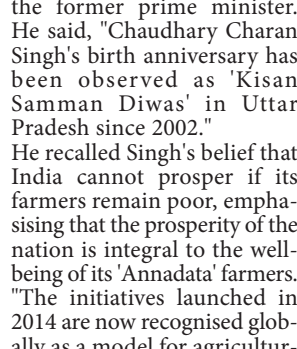 the former prime minister.
He said, "Chaudhary Charan
Singh's birth anniversary has
been observed as 'Kisan
Samman Diwas' in Uttar
Pradesh since 2002."
He recalled Singh's belief that
India cannot prosper if its
farmers remain poor, empha-
sising that the prosperity of the
nation is integral to the well-
being of its 'Annadata' farmers.
"The initiatives launched in
2014 are now recognised glob-
ally as a model for agricultur-